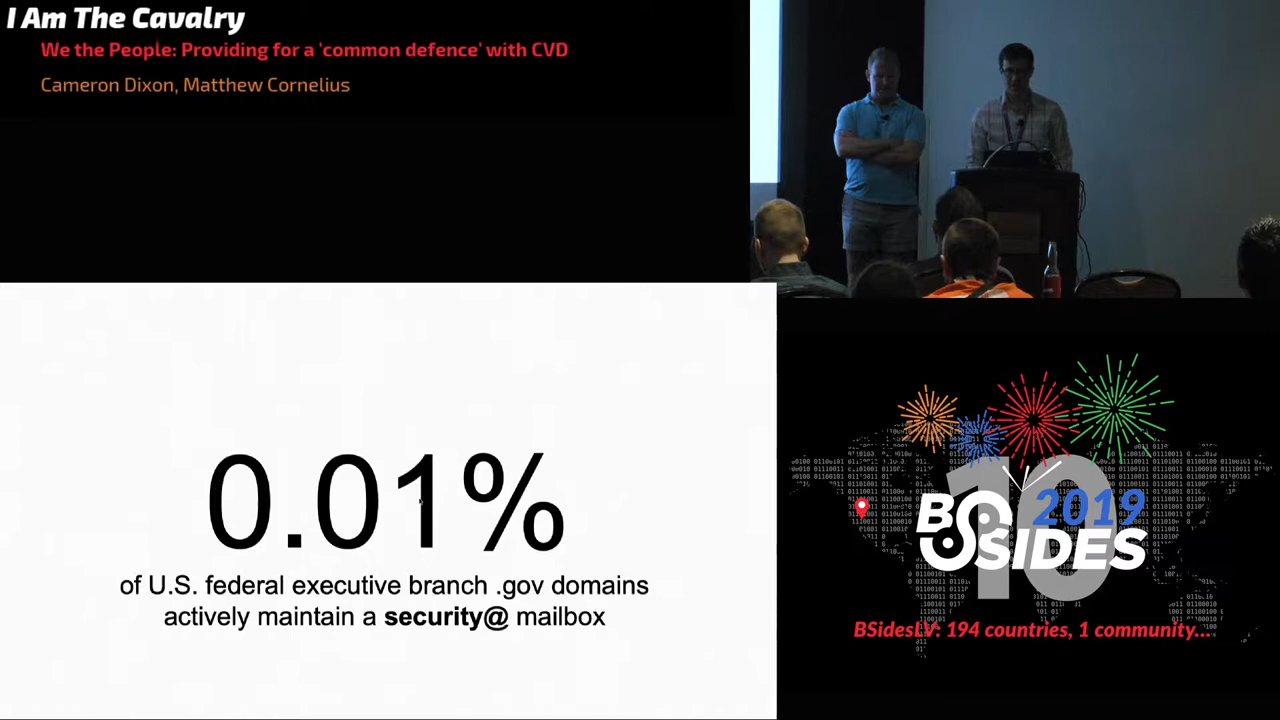 I Am The Cavalry
We the People: Providing for a 'common defence' with CVD
Cameron Dixon, Matthew Cornelius
0.01%
of U.S. federal executive branch .gov domains
actively maintain a security@ mailbox
10
2019
BSIDES
BSidesLV: 194 countries, 1 community...